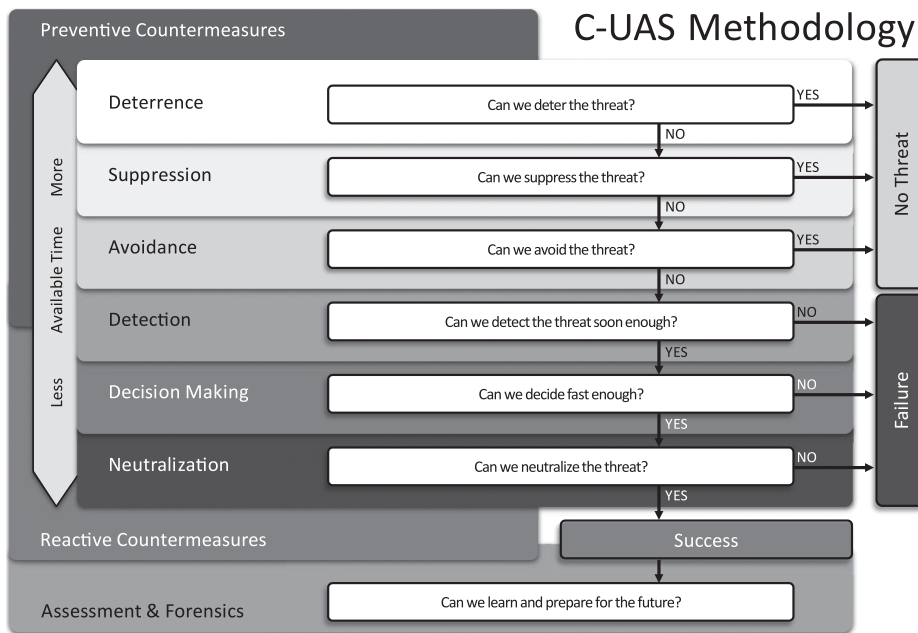 C-UAS Methodology
Preventive Countermeasures
Deterrence
Can we deter the threat?
YES
NO
Suppression
Can we suppress the threat?
YES
NO
Avoidance
Can we avoid the threat?
YES
NO
Detection
Can we detect the threat soon enough?
NO
YES
Decision Making
Can we decide fast enough?
NO
YES
Neutralization
Can we neutralize the threat?
NO
YES
More
Available Time
Less
No Threat
Failure
Reactive Countermeasures
Success
Assessment & Forensics
Can we learn and prepare for the future?